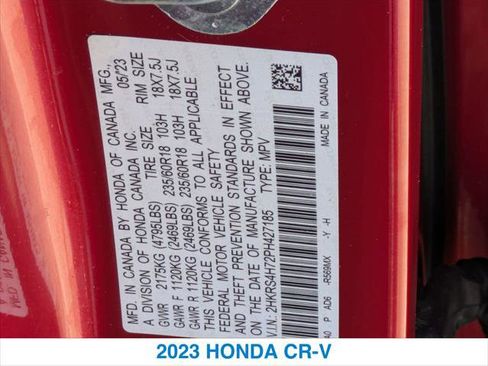 MFD. IN CANADA BY HONDA OF CANADA MFG.,
A DIVISION OF HONDA CANADA INC. 05/23
TIRE SIZE RIM SIZE
GVWR 2175KG (4795LBS)
GAWR F 1120KG (2469LBS) 235/60R18 103H 18X7.5J
GAWR R 1120KG (2469LBS) 235/60R18 103H 18X7.5J
THIS VEHICLE CONFORMS TO ALL APPLICABLE
FEDERAL MOTOR VEHICLE SAFETY
AND THEFT PREVENTION STANDARDS IN EFFECT
ON THE DATE OF MANUFACTURE SHOWN ABOVE.
V.I.N.: 2HKRS4H72PH427185 TYPE: MPV
P AD6 -R569MX -Y -H MADE IN CANADA
2023 HONDA CR-V